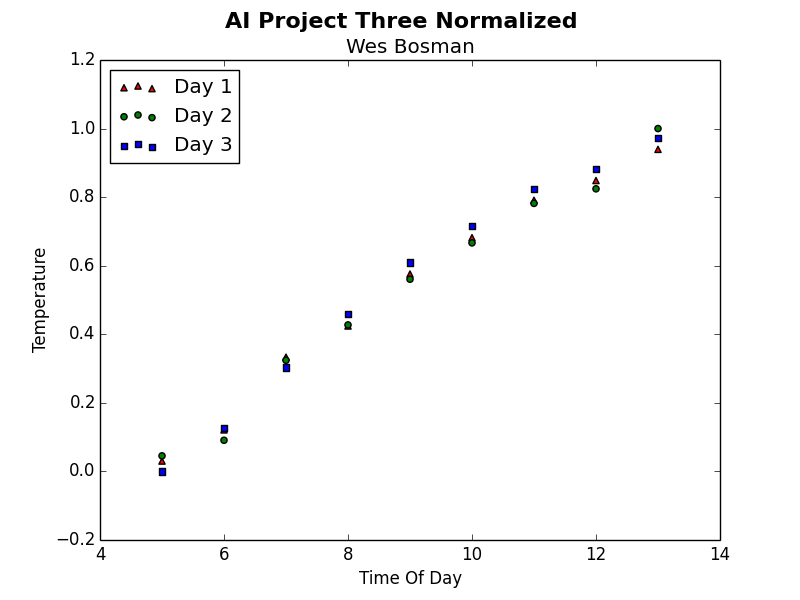 AI Project Three Normalized
Wes Bosman
1.2
Day 1
Day 2
Day 3
1.0
0.8
0.6
0.4
0.2
0.0
−0.2
Temperature
4 6 8 10 12 14
Time Of Day